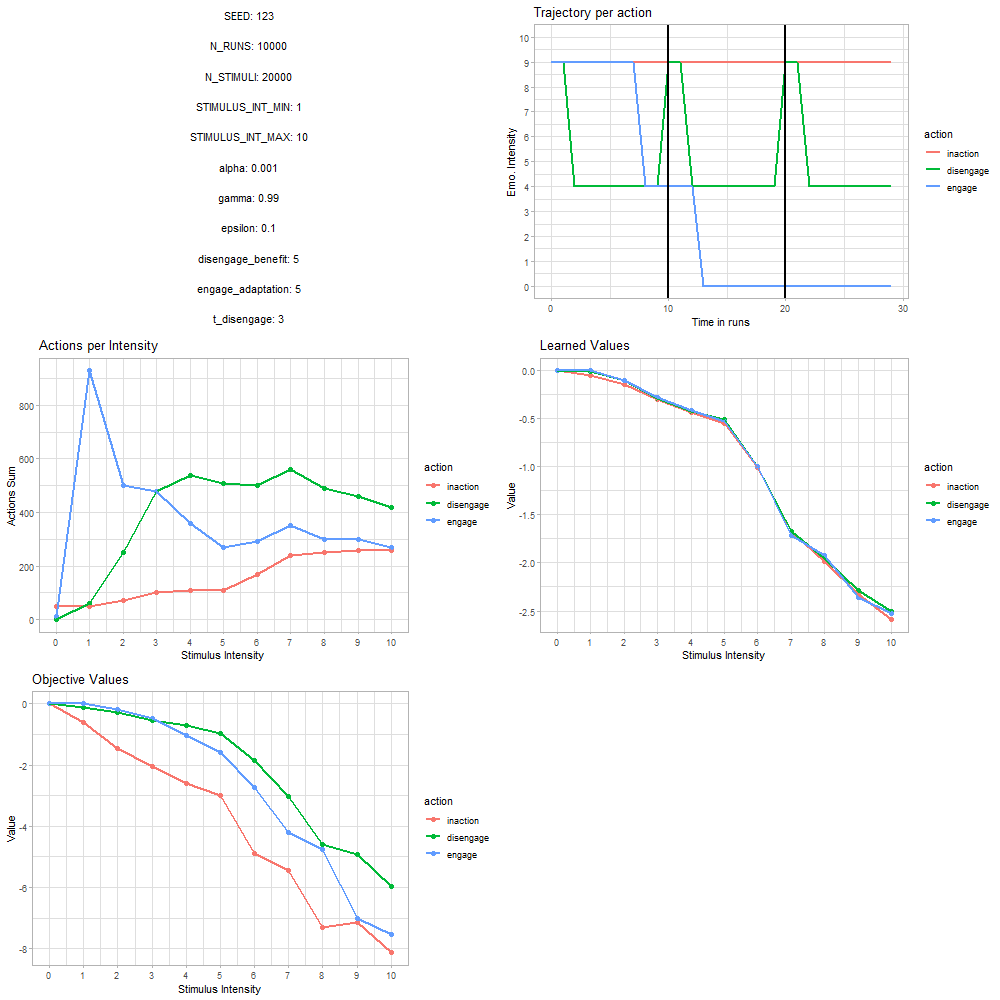 SEED: 123
N_RUNS: 10000
N_STIMULI: 20000
STIMULUS_INT_MIN: 1
STIMULUS_INT_MAX: 10
alpha: 0.001
gamma: 0.99
epsilon: 0.1
disengage_benefit: 5
engage_adaptation: 5
t_disengage: 3
Trajectory per action
Emo. Intensity
10
9
8
7
6
5
4
3
2
1
0
0 10 20 30
Time in runs
action
inaction
disengage
engage
Actions per Intensity
Actions Sum
800
600
400
200
0
0 1 2 3 4 5 6 7 8 9 10
Stimulus Intensity
action
inaction
disengage
engage
Learned Values
Value
0.0
-0.5
-1.0
-1.5
-2.0
-2.5
0 1 2 3 4 5 6 7 8 9 10
Stimulus Intensity
action
inaction
disengage
engage
Objective Values
Value
0
-2
-4
-6
-8
0 1 2 3 4 5 6 7 8 9 10
Stimulus Intensity
action
inaction
disengage
engage